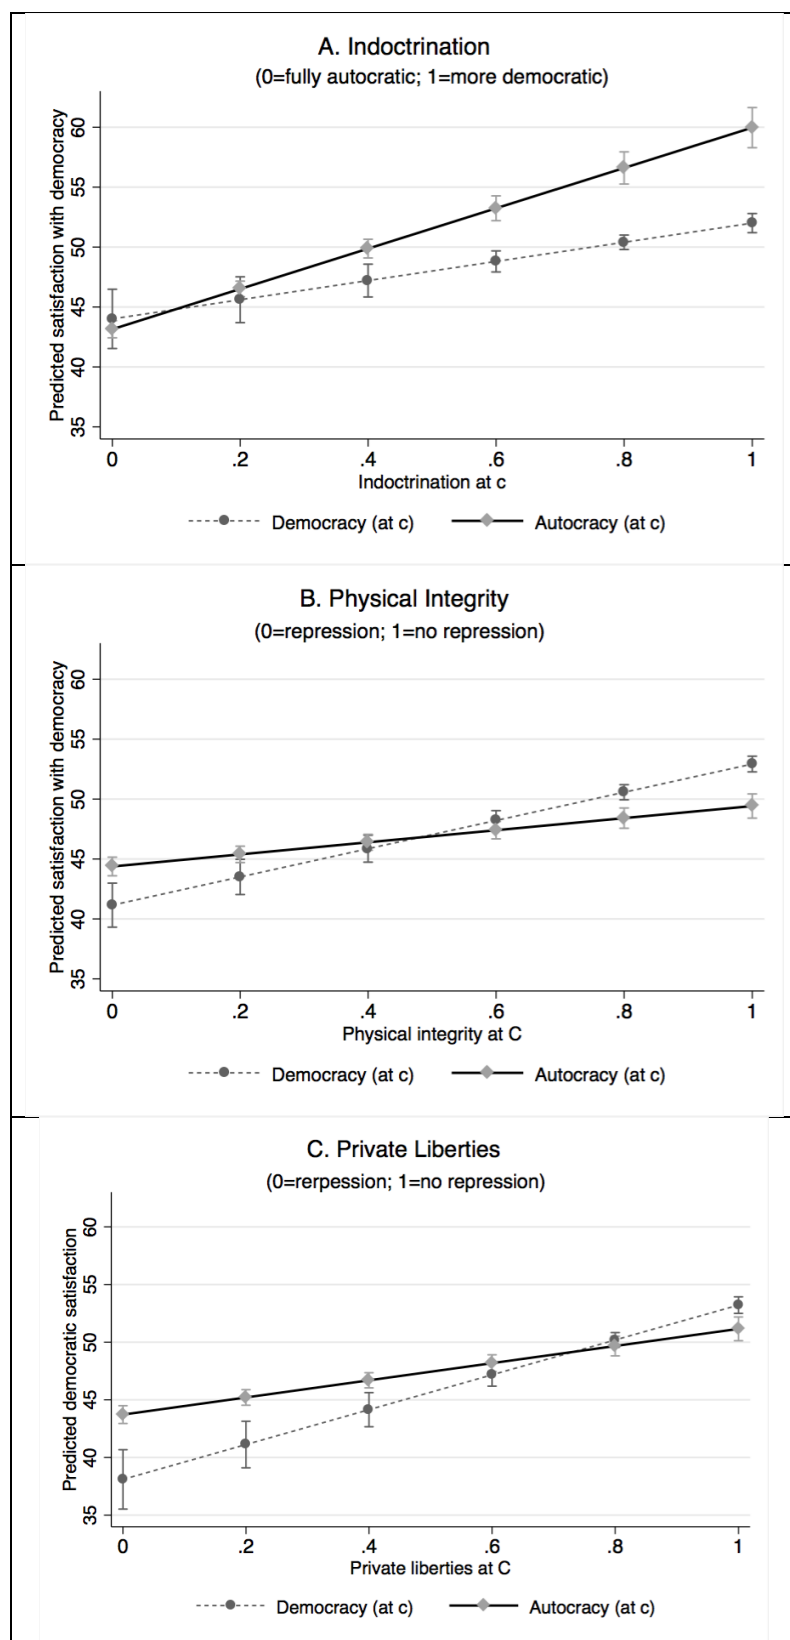 A. Indoctrination
(0=fully autocratic; 1=more democratic)
Predicted satisfaction with democracy
60
55
50
45
40
35
0 .2 .4 .6 .8 1
Indoctrination at c
Democracy (at c) Autocracy (at c)
B. Physical Integrity
(0=repression; 1=no repression)
Predicted satisfaction with democracy
60
55
50
45
40
35
0 .2 .4 .6 .8 1
Physical integrity at C
Democracy (at c) Autocracy (at c)
C. Private Liberties
(0=rerpession; 1=no repression)
Predicted democratic satisfaction
60
55
50
45
40
35
0 .2 .4 .6 .8 1
Private liberties at C
Democracy (at c) Autocracy (at c)